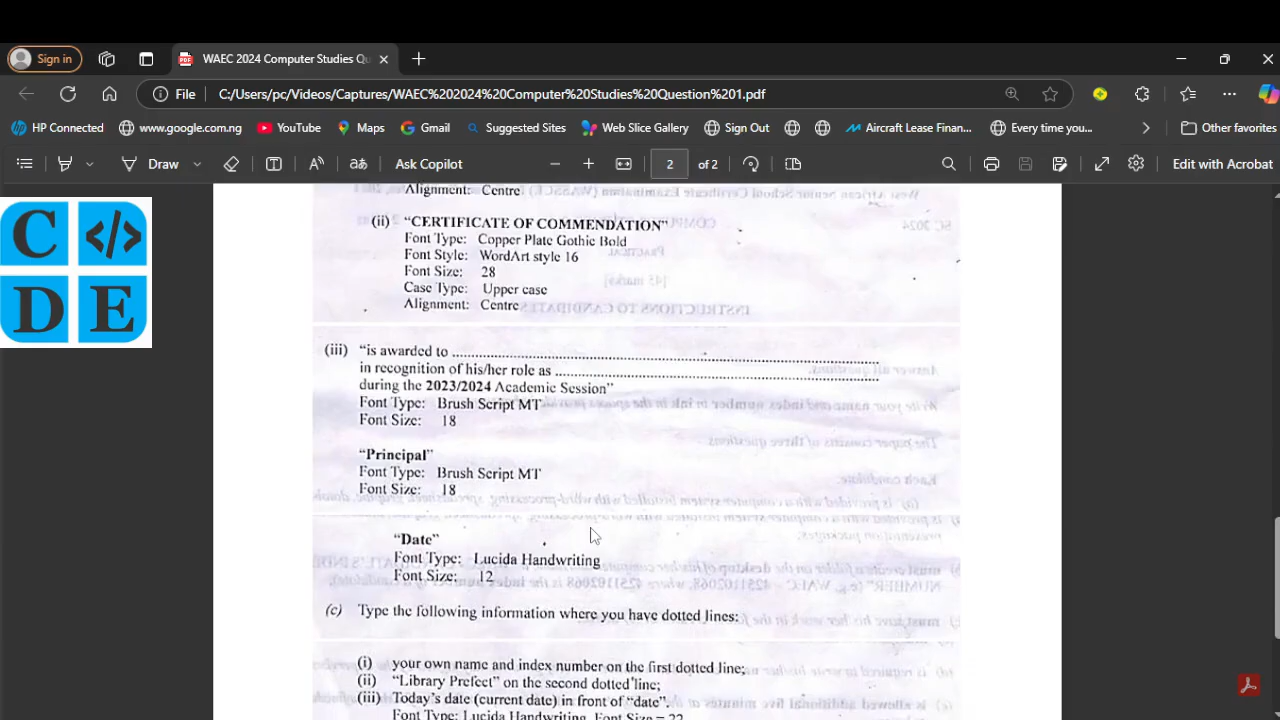 Sign in
WAEC 2024 Computer Studies Qu
File
C:/Users/pc/Videos/Captures/WAEC%202024%20Computer%20Studies%20Question%201.pdf
HP Connected
www.google.com.ng
YouTube
Maps
Gmail
Suggested Sites
Web Slice Gallery
Sign Out
Aircraft Lease Finan...
Every time you...
Other favorites
Draw
Ask Copilot
2
of 2
Edit with Acrobat
C </>
D E
Alignment: Centre
(ii) "CERTIFICATE OF COMMENDATION"
Font Type: Copper Plate Gothic Bold
Font Style: WordArt style 16
Font Size: 28
Case Type: Upper case
Alignment: Centre
(iii) "is awarded to ....................
in recognition of his/her role as ....................
during the 2023/2024 Academic Session"
Font Type: Brush Script MT
Font Size: 18
"Principal"
Font Type: Brush Script MT
Font Size: 18
"Date"
Font Type: Lucida Handwriting
Font Size: 12
(c) Type the following information where you have dotted lines:
(i) your own name and index number on the first dotted line;
(ii) "Library Prefect" on the second dotted line;
(iii) Today's date (current date) in front of "date".
Font Type: Lucida Handwriting, Font Size = 22